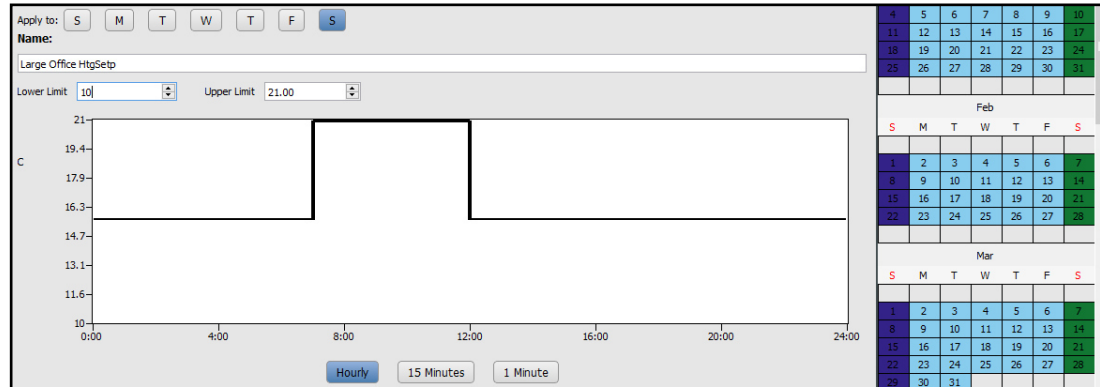 Apply to: S M T W T F S
Name:
Large Office HtgSetp
Lower Limit 10 Upper Limit 21.00
C
21
19.4
17.9
16.3
14.7
13.1
11.6
10
0:00 4:00 8:00 12:00 16:00 20:00 24:00
Hourly 15 Minutes 1 Minute
4 5 6 7 8 9 10
11 12 13 14 15 16 17
18 19 20 21 22 23 24
25 26 27 28 29 30 31
Feb
S M T W T F S
1 2 3 4 5 6 7
8 9 10 11 12 13 14
15 16 17 18 19 20 21
22 23 24 25 26 27 28
Mar
S M T W T F S
1 2 3 4 5 6 7
8 9 10 11 12 13 14
15 16 17 18 19 20 21
22 23 24 25 26 27 28
29 30 31